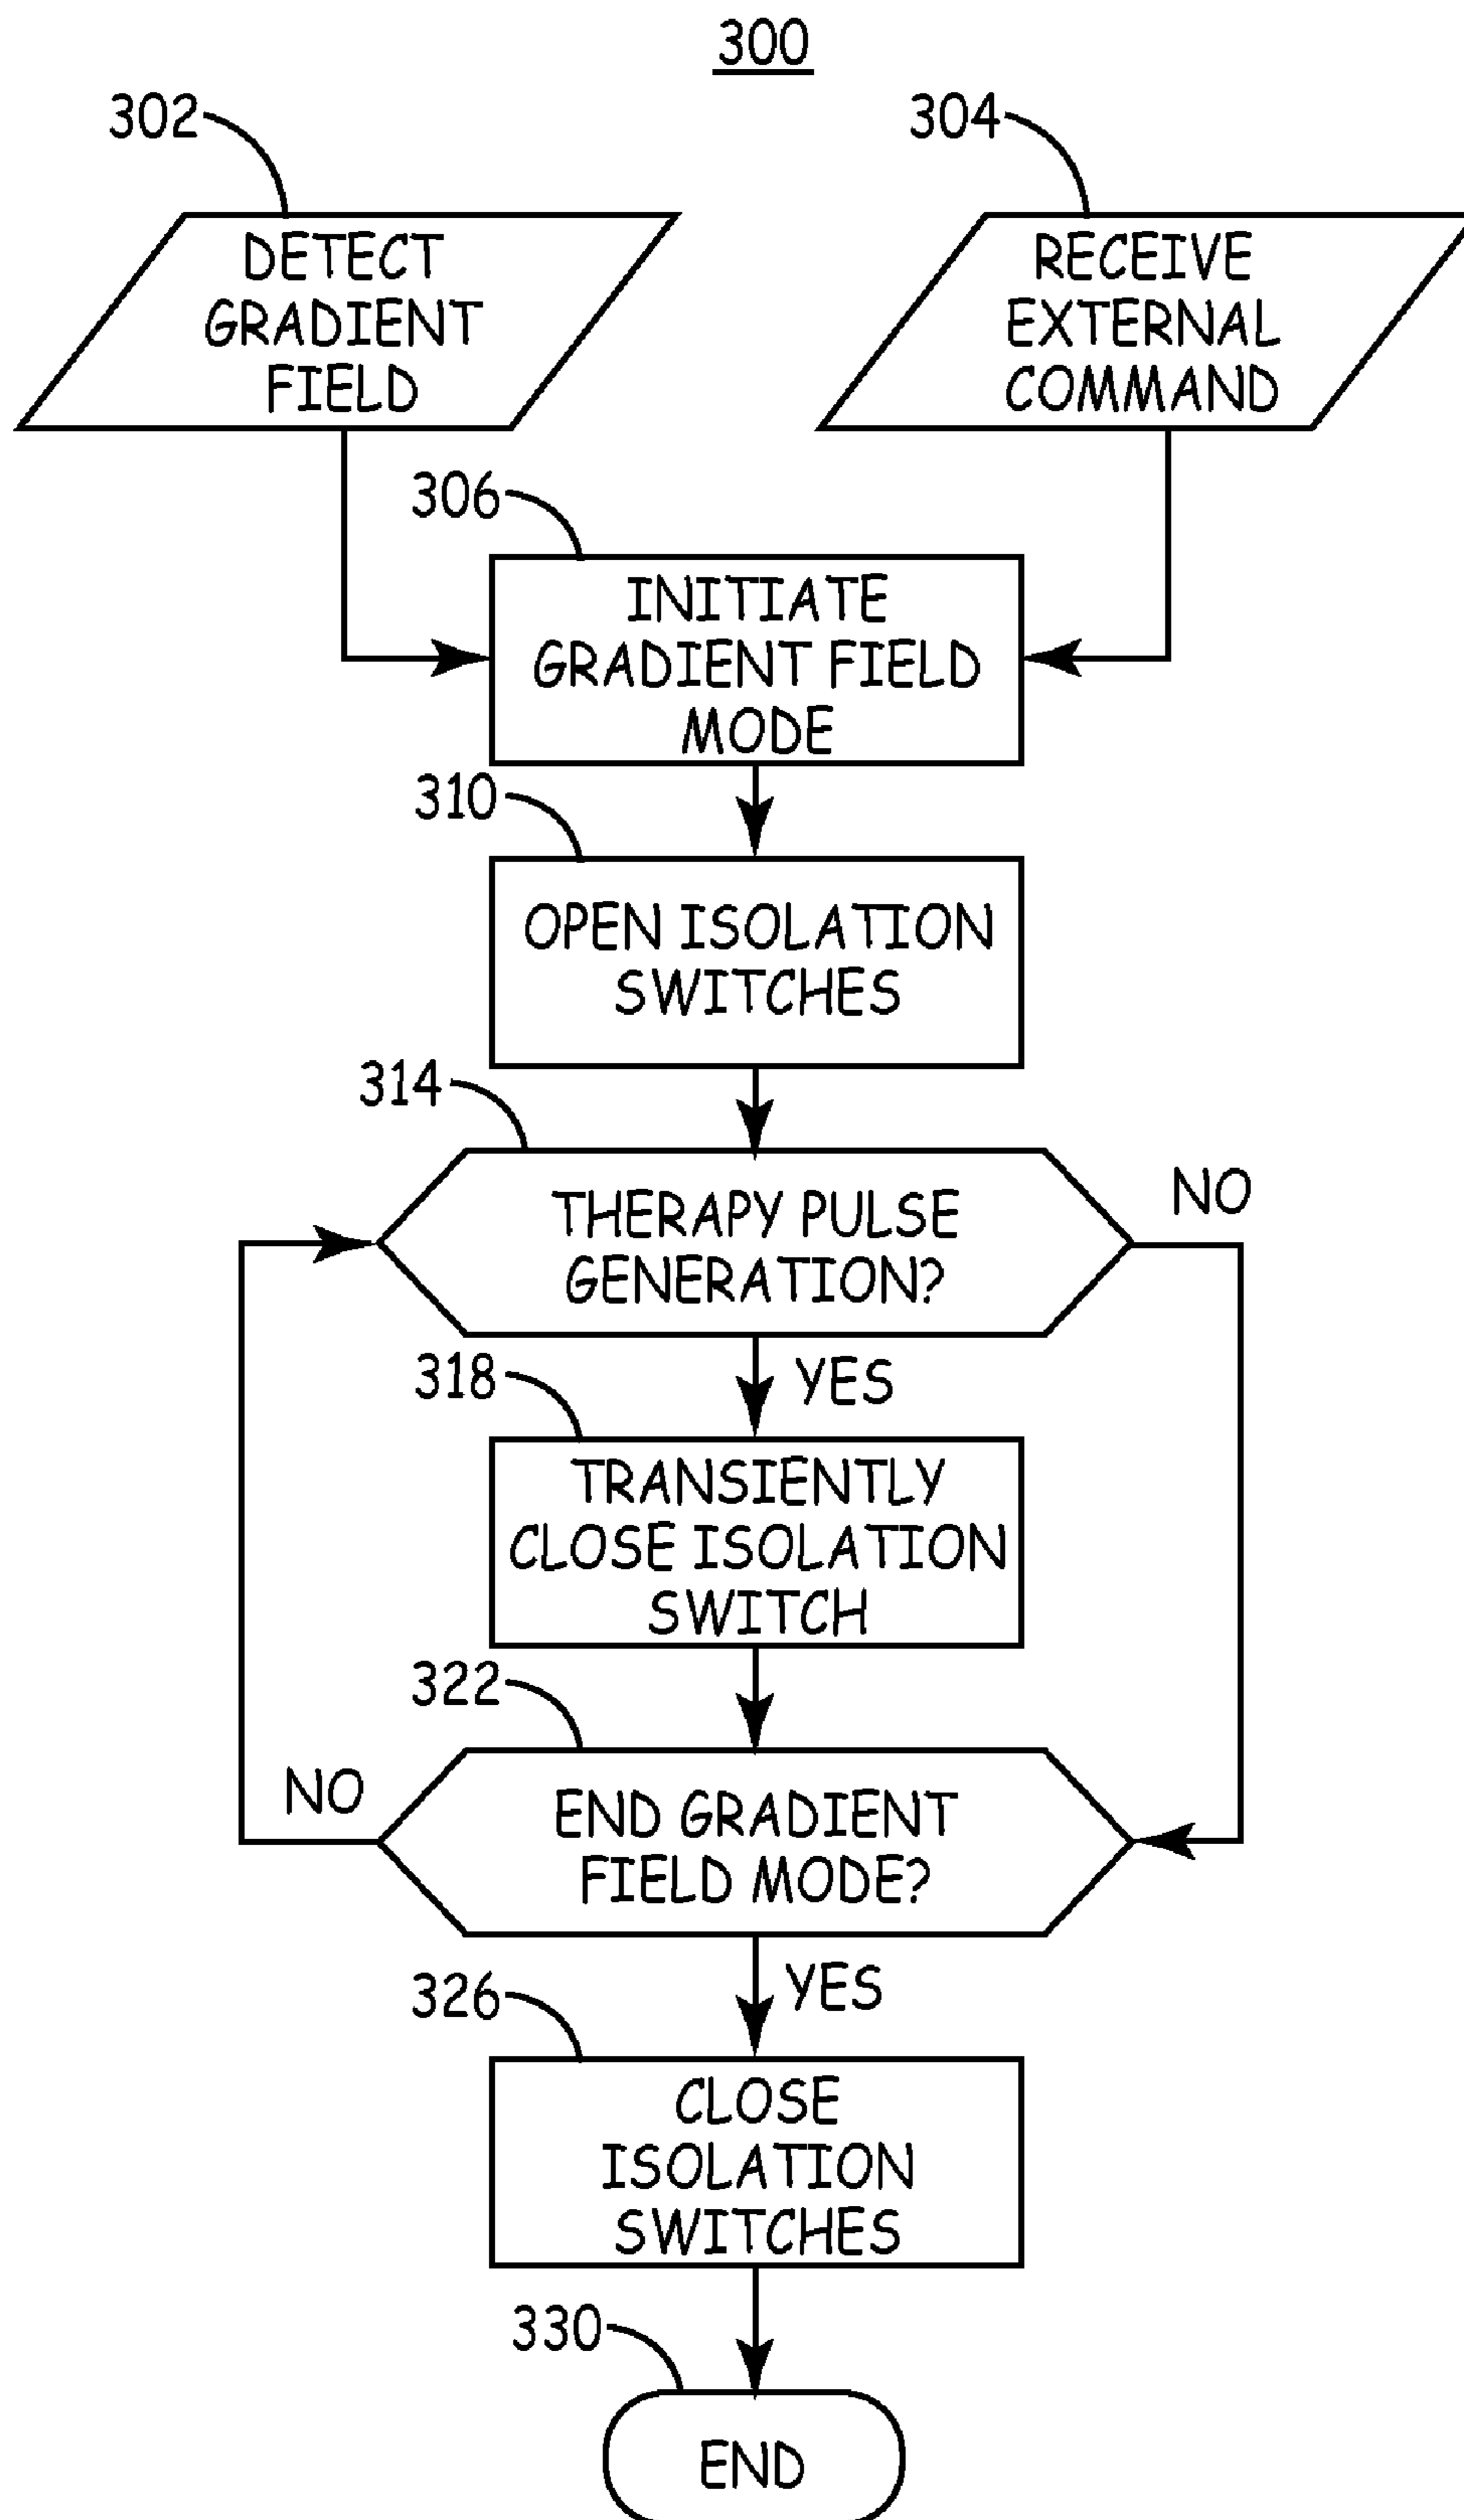 300
302
304
DETECT
GRADIENT
FIELD
RECEIVE
EXTERNAL
COMMAND
306
INITIATE
GRADIENT FIELD
MODE
310
OPEN ISOLATION
SWITCHES
314
THERAPY PULSE
GENERATION?
NO
318
YES
TRANSIENTLY
CLOSE ISOLATION
SWITCH
322
NO
END GRADIENT
FIELD MODE?
326
YES
CLOSE
ISOLATION
SWITCHES
330
END